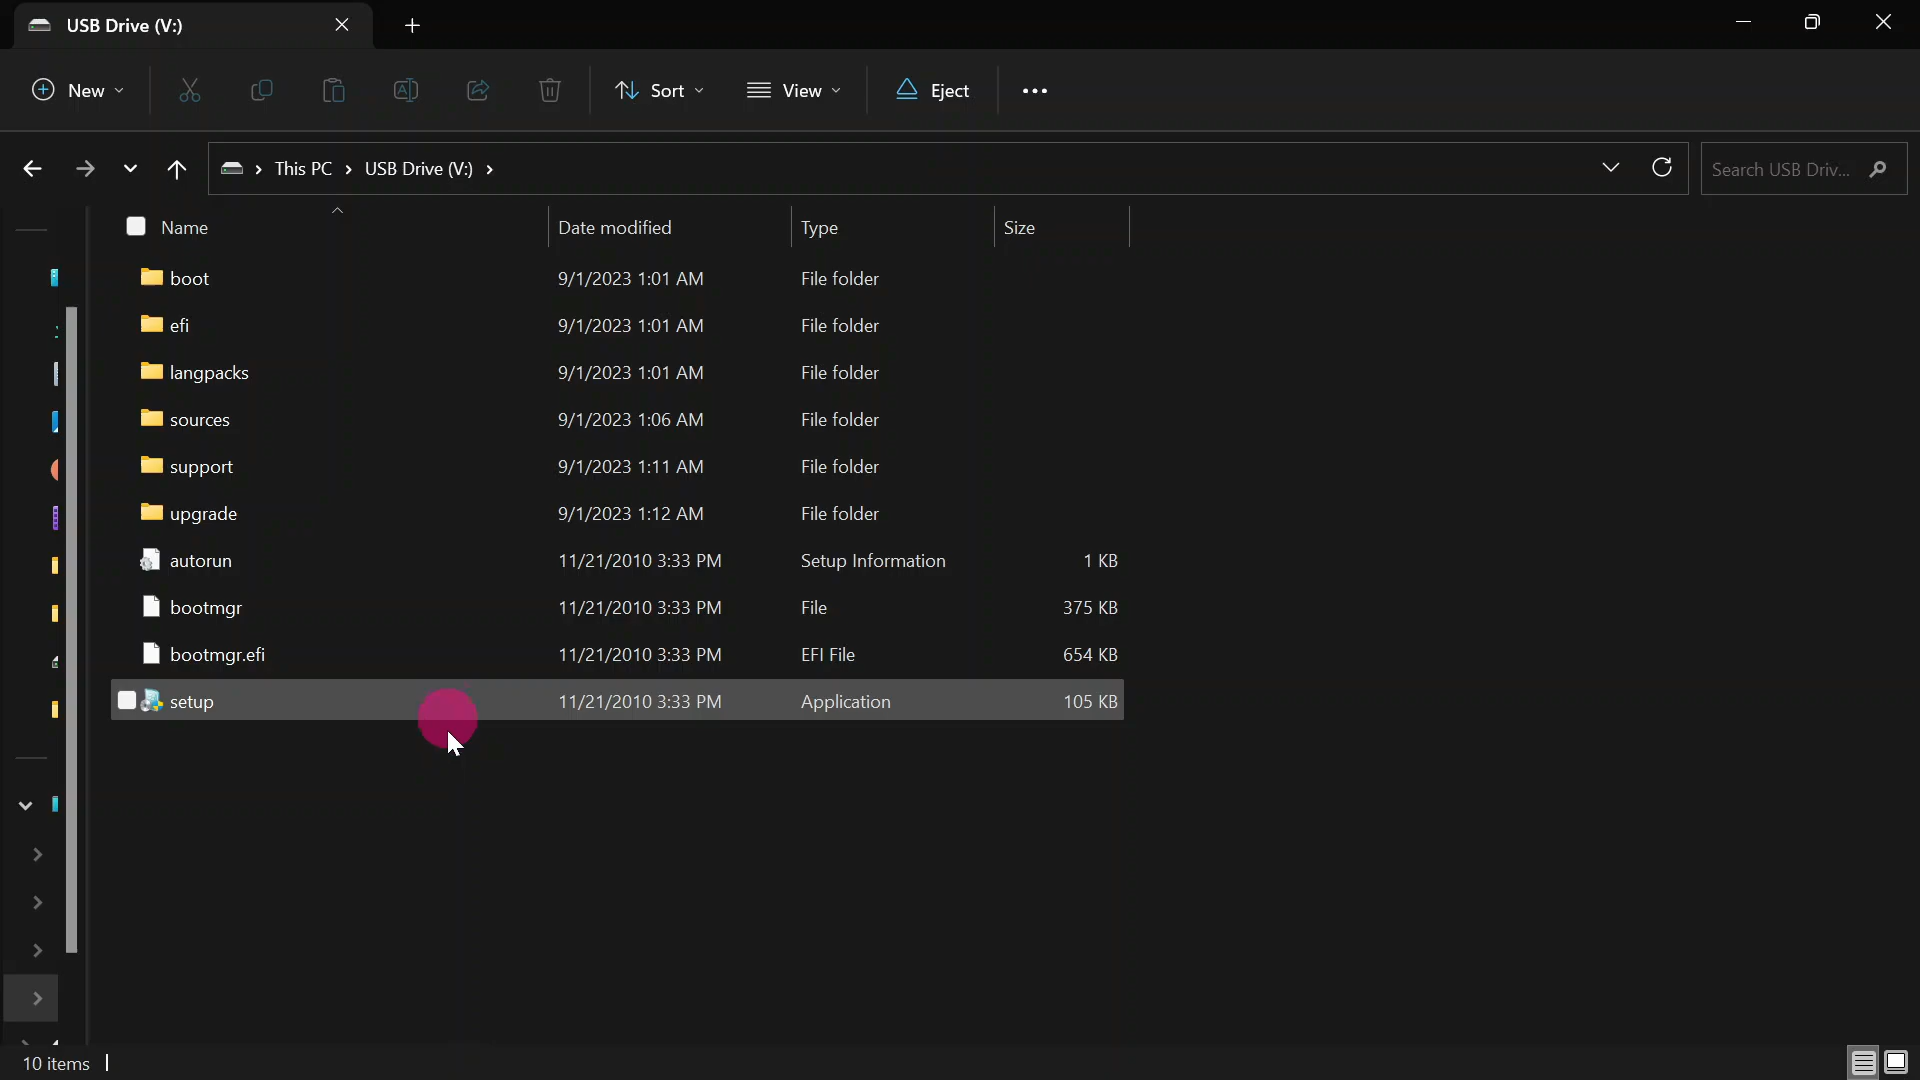 USB Drive (V:)
New Sort View Eject
This PC USB Drive (V:) Search USB Driv...
Name Date modified Type Size
boot 9/1/2023 1:01 AM File folder
efi 9/1/2023 1:01 AM File folder
langpacks 9/1/2023 1:01 AM File folder
sources 9/1/2023 1:06 AM File folder
support 9/1/2023 1:11 AM File folder
upgrade 9/1/2023 1:12 AM File folder
autorun 11/21/2010 3:33 PM Setup Information 1 KB
bootmgr 11/21/2010 3:33 PM File 375 KB
bootmgr.efi 11/21/2010 3:33 PM EFI File 654 KB
setup 11/21/2010 3:33 PM Application 105 KB
10 items